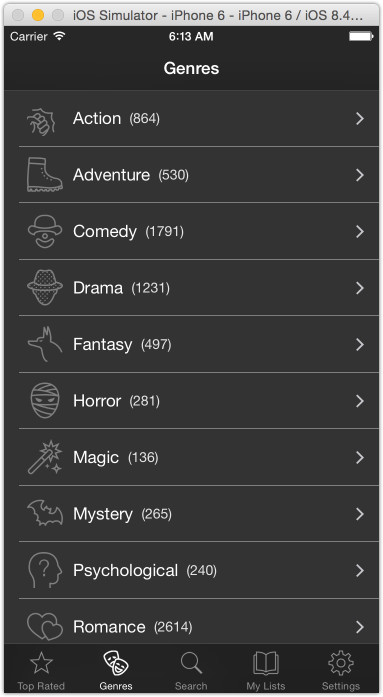 iOS Simulator - iPhone 6 - iPhone 6 / iOS 8.4...
Carrier 6:13 AM
Genres
Action (864)
Adventure (530)
Comedy (1791)
Drama (1231)
Fantasy (497)
Horror (281)
Magic (136)
Mystery (265)
?
Psychological (240)
Romance (2614)
Top Rated Genres Search My Lists Settings